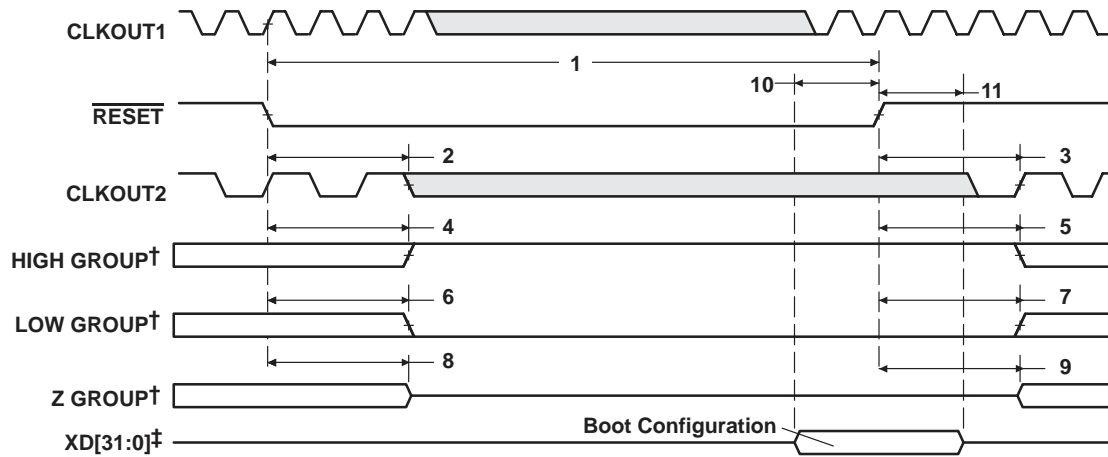 CLKOUT1
1
10
11
RESET
2
3
CLKOUT2
4
5
HIGH GROUP†
6
7
LOW GROUP†
8
9
Z GROUP†
Boot Configuration
XD[31:0]‡